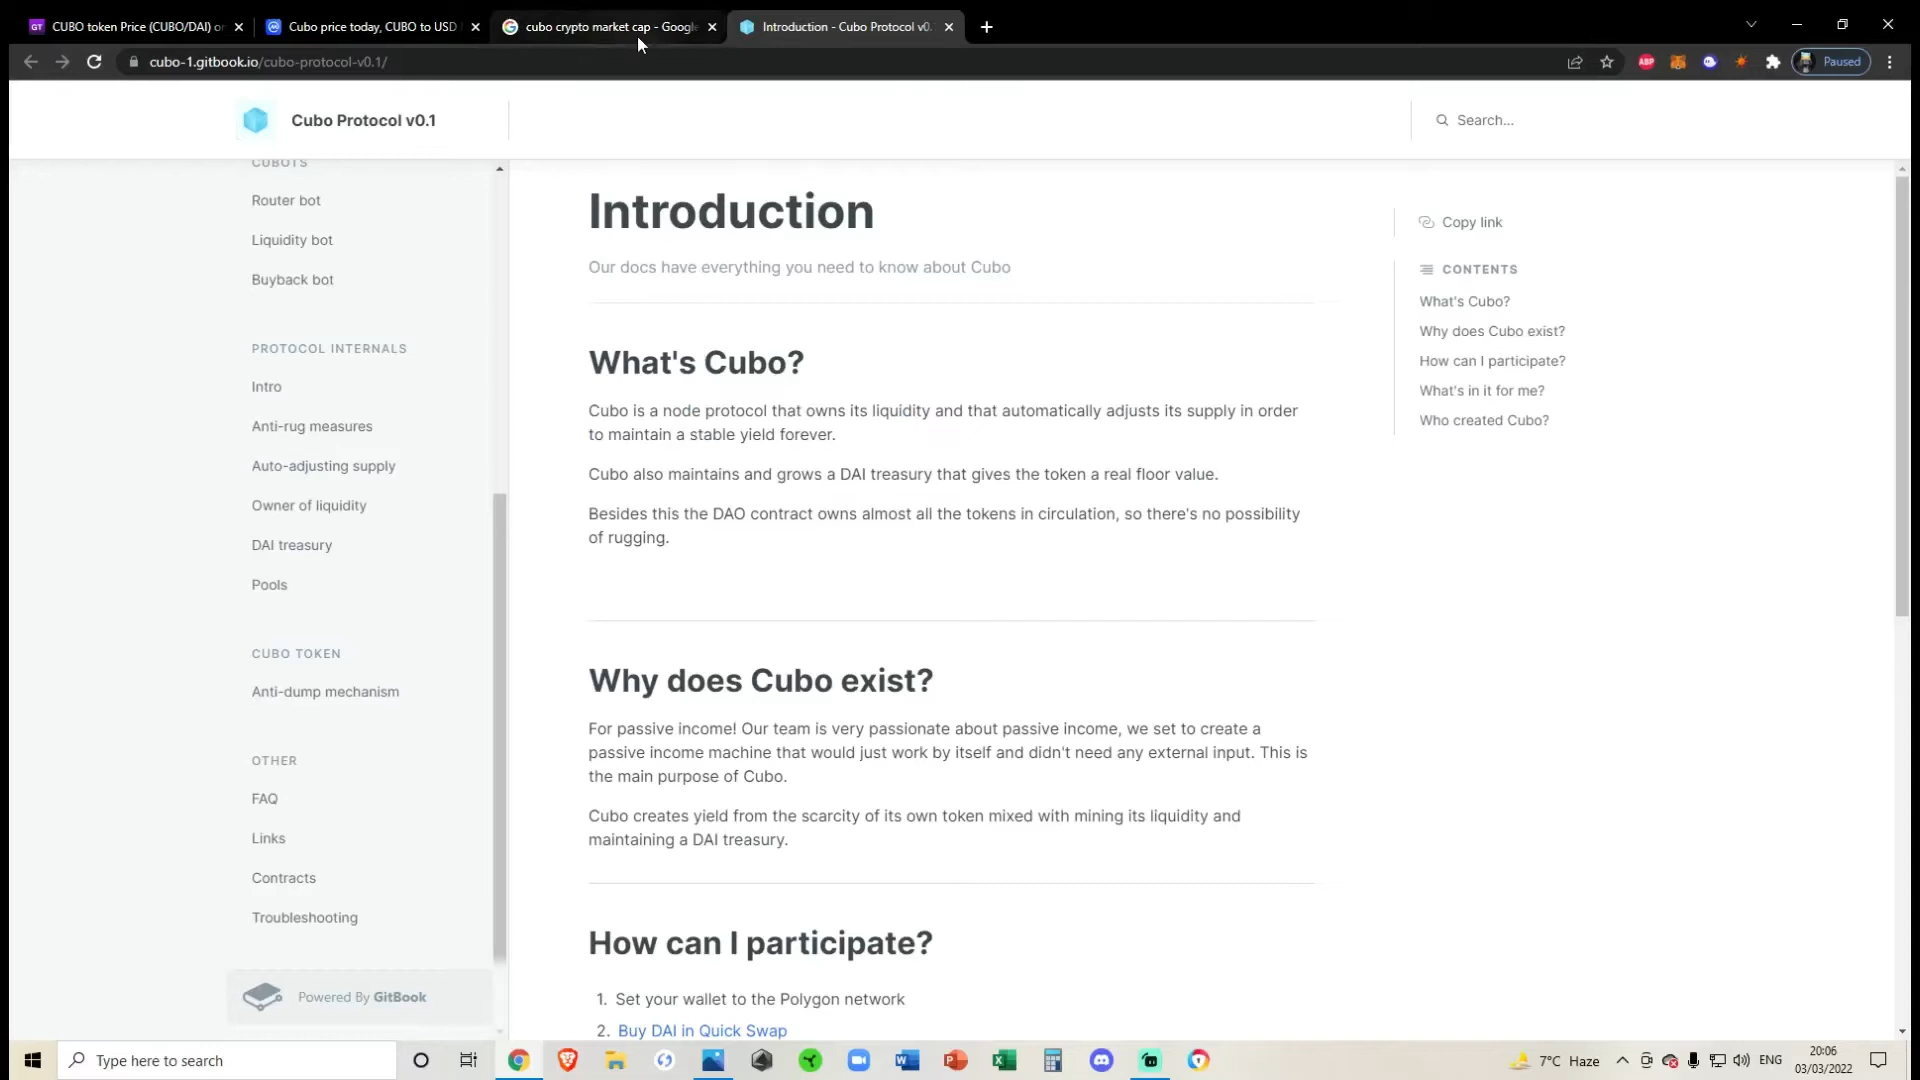 GT CUBO token Price (CUBO/DAI) or
Cubo price today, CUBO to USD
cubo crypto market cap - Google
Introduction - Cubo Protocol v0.
cubo-1.gitbook.io/cubo-protocol-v0.1/
ABP
Paused
Cubo Protocol v0.1
Search...
CUBOTS
Router bot
Liquidity bot
Buyback bot
PROTOCOL INTERNALS
Intro
Anti-rug measures
Auto-adjusting supply
Owner of liquidity
DAI treasury
Pools
CUBO TOKEN
Anti-dump mechanism
OTHER
FAQ
Links
Contracts
Troubleshooting
Powered By GitBook
Introduction
Our docs have everything you need to know about Cubo
What's Cubo?
Cubo is a node protocol that owns its liquidity and that automatically adjusts its supply in order
to maintain a stable yield forever.
Cubo also maintains and grows a DAI treasury that gives the token a real floor value.
Besides this the DAO contract owns almost all the tokens in circulation, so there's no possibility
of rugging.
Why does Cubo exist?
For passive income! Our team is very passionate about passive income, we set to create a
passive income machine that would just work by itself and didn't need any external input. This is
the main purpose of Cubo.
Cubo creates yield from the scarcity of its own token mixed with mining its liquidity and
maintaining a DAI treasury.
How can I participate?
1. Set your wallet to the Polygon network
2. Buy DAI in Quick Swap
Copy link
CONTENTS
What's Cubo?
Why does Cubo exist?
How can I participate?
What's in it for me?
Who created Cubo?
Type here to search
7°C Haze
ENG
20:06
03/03/2022